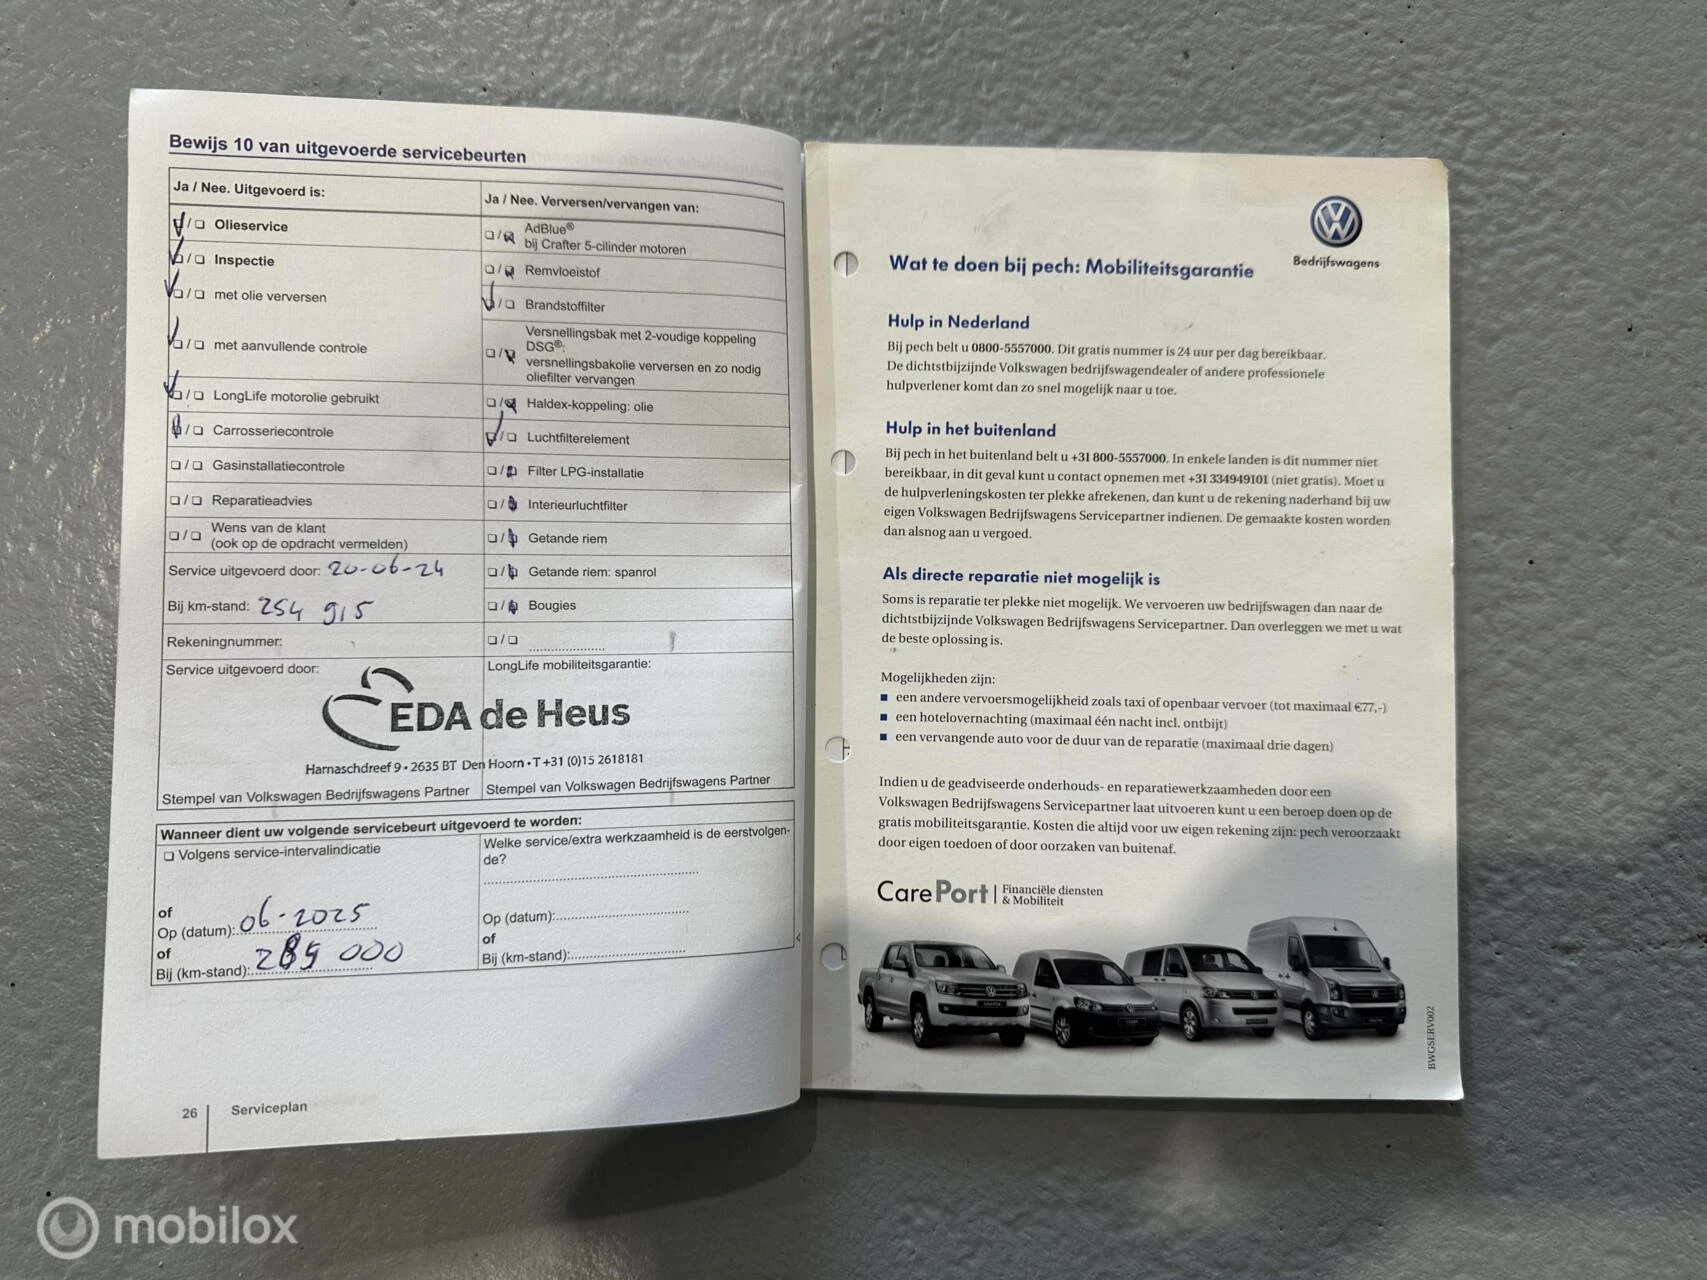 Bewijs 10 van uitgevoerde servicebeurten
Ja / Nee. Uitgevoerd is:
Olieservice
Inspectie
met olie verversen
met aanvullende controle
LongLife motorolie gebruikt
Carrosseriecontrole
Gasinstallatiecontrole
Reparatieadvies
Wens van de klant
(ook op de opdracht vermelden)
Service uitgevoerd door: 20-06-24
Bij km-stand: 254 915
Rekeningnummer:
Service uitgevoerd door:
Ja / Nee. Verversen/vervangen van:
AdBlue®
bij Crafter 5-cilinder motoren
Remvloeistof
Brandstoffilter
Versnellingsbak met 2-voudige koppeling
DSG®:
versnellingsbakolie verversen en zo nodig
oliefilter vervangen
Haldex-koppeling: olie
Luchtfilterelement
Filter LPG-installatie
Interieurluchtfilter
Getande riem
Getande riem: spanrol
Bougies
LongLife mobiliteitsgarantie:
EDA de Heus
Harnaschdreef 9 • 2635 BT Den Hoorn • T +31 (0)15 2618181
Stempel van Volkswagen Bedrijfswagens Partner
Stempel van Volkswagen Bedrijfswagens Partner
Wanneer dient uw volgende servicebeurt uitgevoerd te worden:
Volgens service-intervalindicatie
of
Op (datum): 06-2025
of
Bij (km-stand): 285 000
Welke service/extra werkzaamheid is de eerstvolgen-
de?
Op (datum):
of
Bij (km-stand):
26 Serviceplan
Bedrijfswagens
Wat te doen bij pech: Mobiliteitsgarantie
Hulp in Nederland
Bij pech belt u 0800-5557000. Dit gratis nummer is 24 uur per dag bereikbaar.
De dichtstbijzijnde Volkswagen bedrijfswagendealer of andere professionele
hulpverlener komt dan zo snel mogelijk naar u toe.
Hulp in het buitenland
Bij pech in het buitenland belt u +31 800-5557000. In enkele landen is dit nummer niet
bereikbaar, in dit geval kunt u contact opnemen met +31 334949101 (niet gratis). Moet u
de hulpverleningskosten ter plekke afrekenen, dan kunt u de rekening naderhand bij uw
eigen Volkswagen Bedrijfswagens Servicepartner indienen. De gemaakte kosten worden
dan alsnog aan u vergoed.
Als directe reparatie niet mogelijk is
Soms is reparatie ter plekke niet mogelijk. We vervoeren uw bedrijfswagen dan naar de
dichtstbijzijnde Volkswagen Bedrijfswagens Servicepartner. Dan overleggen we met u wat
de beste oplossing is.
Mogelijkheden zijn:
een andere vervoersmogelijkheid zoals taxi of openbaar vervoer (tot maximaal €77,-)
een hotelovernachting (maximaal één nacht incl. ontbijt)
een vervangende auto voor de duur van de reparatie (maximaal drie dagen)
Indien u de geadviseerde onderhouds- en reparatiewerkzaamheden door een
Volkswagen Bedrijfswagens Servicepartner laat uitvoeren kunt u een beroep doen op de
gratis mobiliteitsgarantie. Kosten die altijd voor uw eigen rekening zijn: pech veroorzaakt
door eigen toedoen of door oorzaken van buitenaf.
CarePort | Financiële diensten
& Mobiliteit
BWGSERV002
mobilox